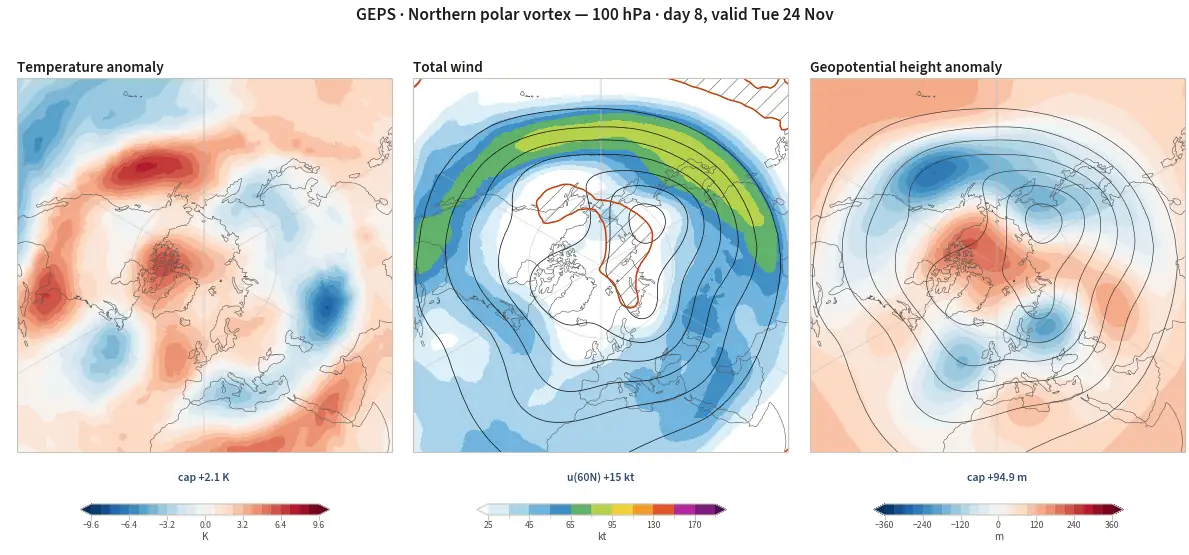 GEPS · Northern polar vortex — 100 hPa · day 8, valid Tue 24 Nov
Temperature anomaly
Total wind
Geopotential height anomaly
cap +2.1 K
u(60N) +15 kt
cap +94.9 m
−9.6 −6.4 −3.2 0.0 3.2 6.4 9.6
K
25 45 65 95 130 170
kt
−360 −240 −120 0 120 240 360
m